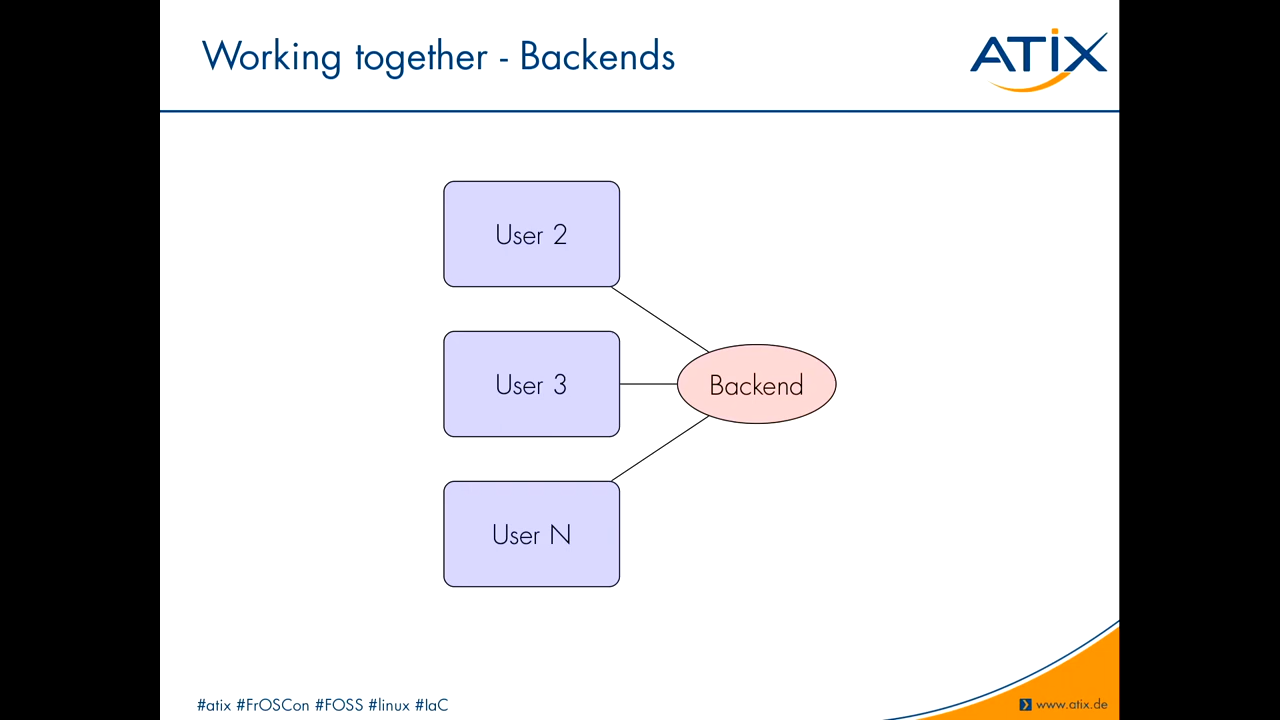 Working together - Backends
ATIX
User 2
User 3
Backend
User N
#atix #FrOSCon #FOSS #linux #IaC
www.atix.de